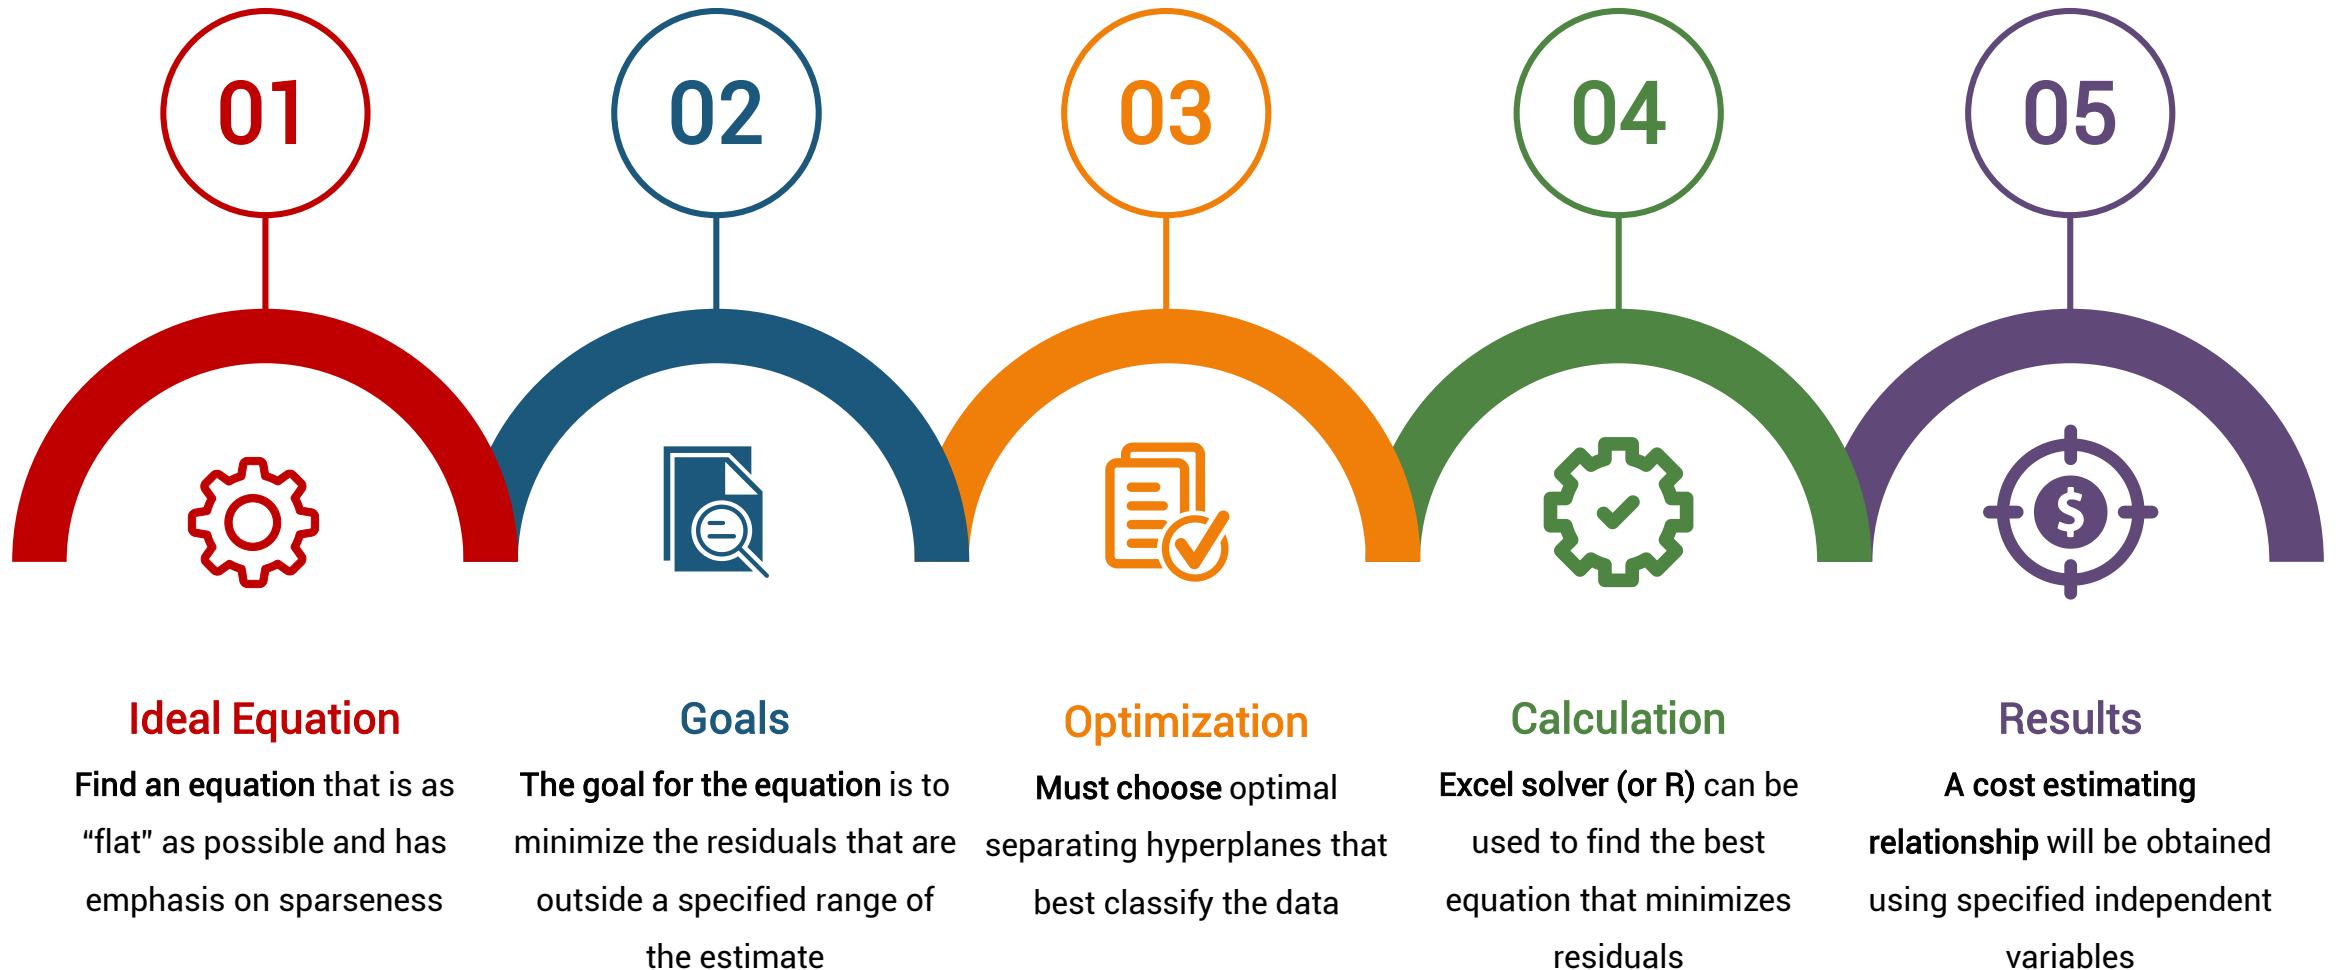 01
02
03
04
05
$
Ideal Equation
Find an equation that is as
“flat” as possible and has
emphasis on sparseness
Goals
The goal for the equation is to
minimize the residuals that are
outside a specified range of
the estimate
Optimization
Must choose optimal
separating hyperplanes that
best classify the data
Calculation
Excel solver (or R) can be
used to find the best
equation that minimizes
residuals
Results
A cost estimating
relationship will be obtained
using specified independent
variables